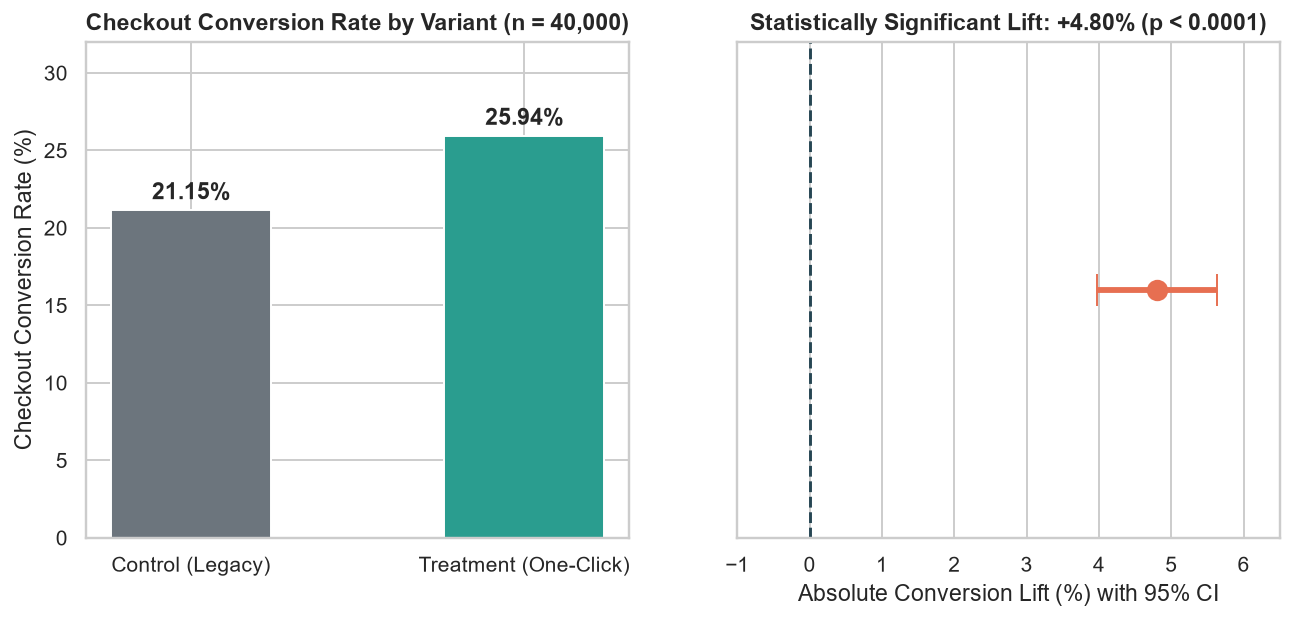 Checkout Conversion Rate by Variant (n = 40,000)
Checkout Conversion Rate (%)
30
25
20
15
10
5
0
21.15%
25.94%
Control (Legacy)
Treatment (One-Click)
Statistically Significant Lift: +4.80% (p < 0.0001)
−1 0 1 2 3 4 5 6
Absolute Conversion Lift (%) with 95% CI